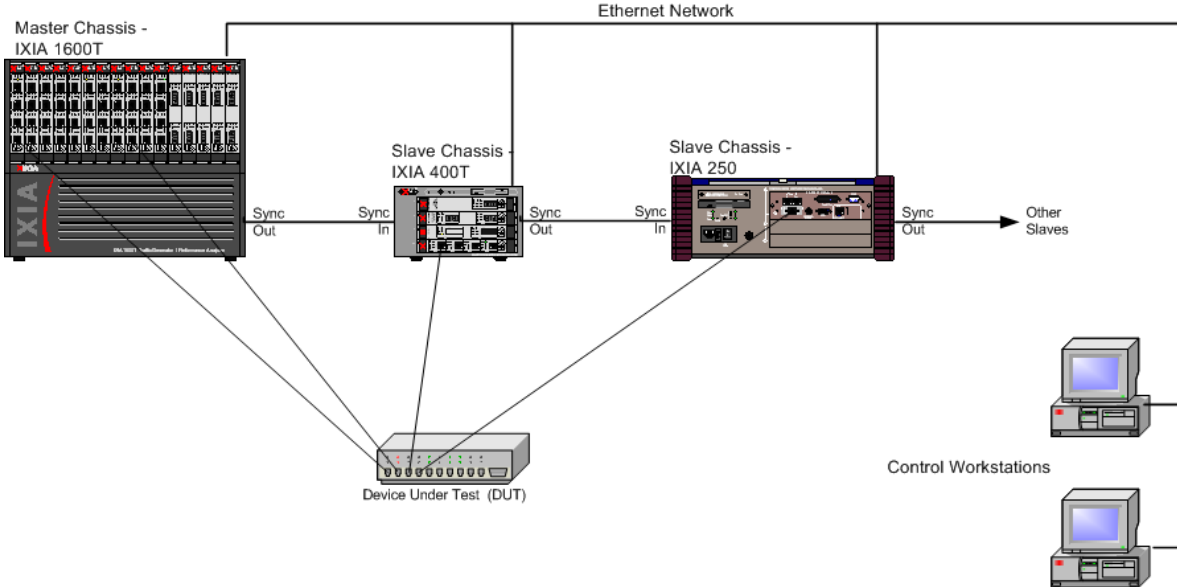 Ethernet Network
Master Chassis -
IXIA 1600T
Slave Chassis -
IXIA 400T
Slave Chassis -
IXIA 250
IXIA
IXIA
Sync
Out
Sync
In
Sync
Out
Sync
In
Sync
Out
Other
Slaves
Device Under Test (DUT)
Control Workstations